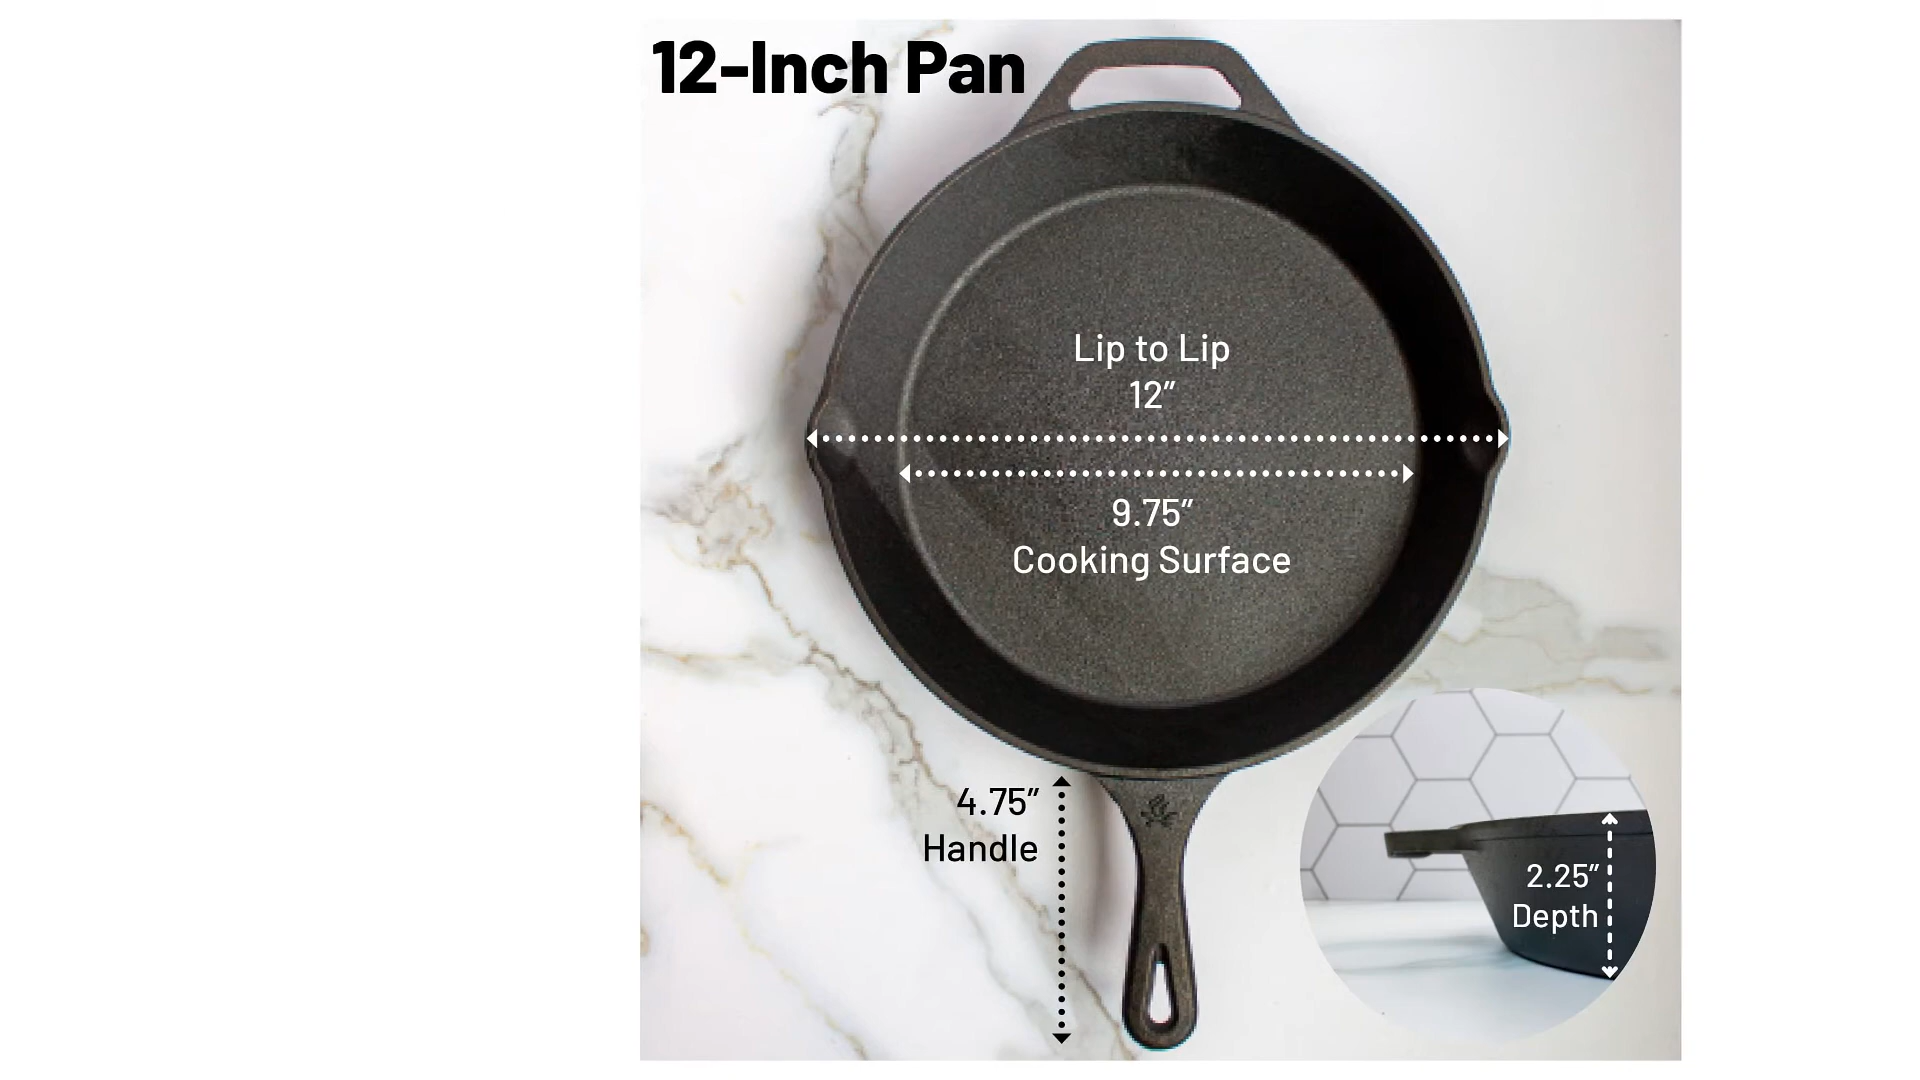 12-Inch Pan
Lip to Lip
12”
9.75”
Cooking Surface
4.75”
Handle
2.25”
Depth